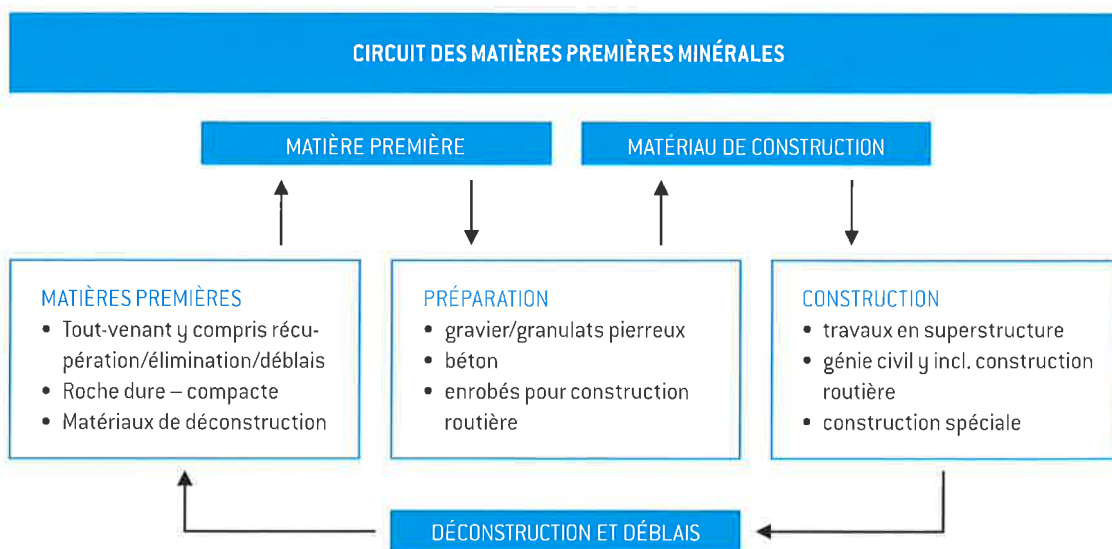 CIRCUIT DES MATIÈRES PREMIÈRES MINÉRALES
MATIÈRE PREMIÈRE
MATÉRIAU DE CONSTRUCTION
MATIÈRES PREMIÈRES
• Tout-venant y compris récu-
pération/élimination/déblais
• Roche dure – compacte
• Matériaux de déconstruction
PRÉPARATION
• gravier/granulats pierreux
• béton
• enrobés pour construction
routière
CONSTRUCTION
• travaux en superstructure
• génie civil y incl. construction
routière
• construction spéciale
DÉCONSTRUCTION ET DÉBLAIS